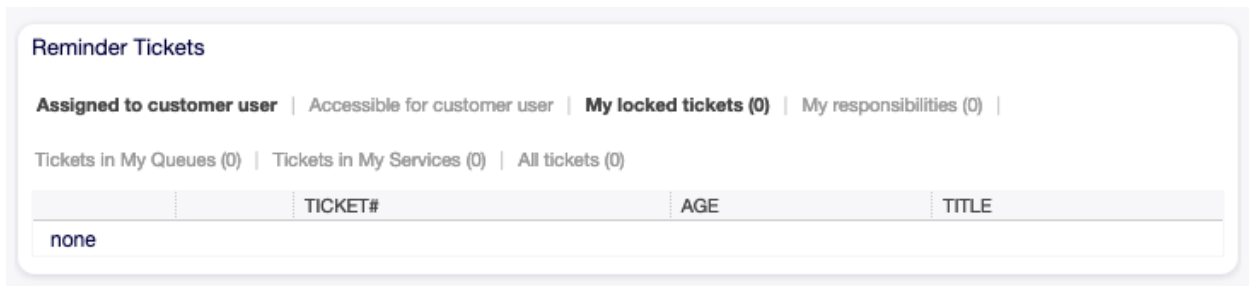 Reminder Tickets
Assigned to customer user | Accessible for customer user | My locked tickets (0) | My responsibilities (0) |
Tickets in My Queues (0) | Tickets in My Services (0) | All tickets (0)
TICKET# AGE TITLE
none